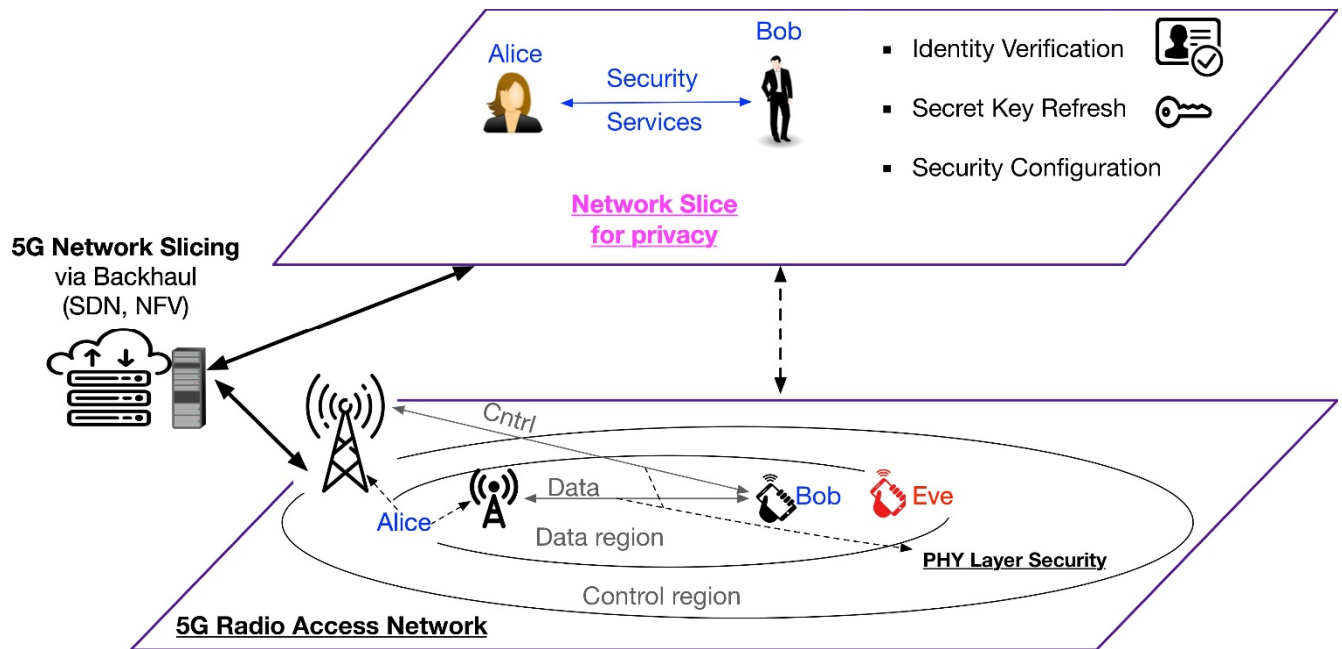 Alice
Bob
Security
Services
▪ Identity Verification
▪ Secret Key Refresh
▪ Security Configuration
Network Slice
for privacy
5G Network Slicing
via Backhaul
(SDN, NFV)
Cntrl
Data
Bob
Eve
Alice
Data region
PHY Layer Security
Control region
5G Radio Access Network